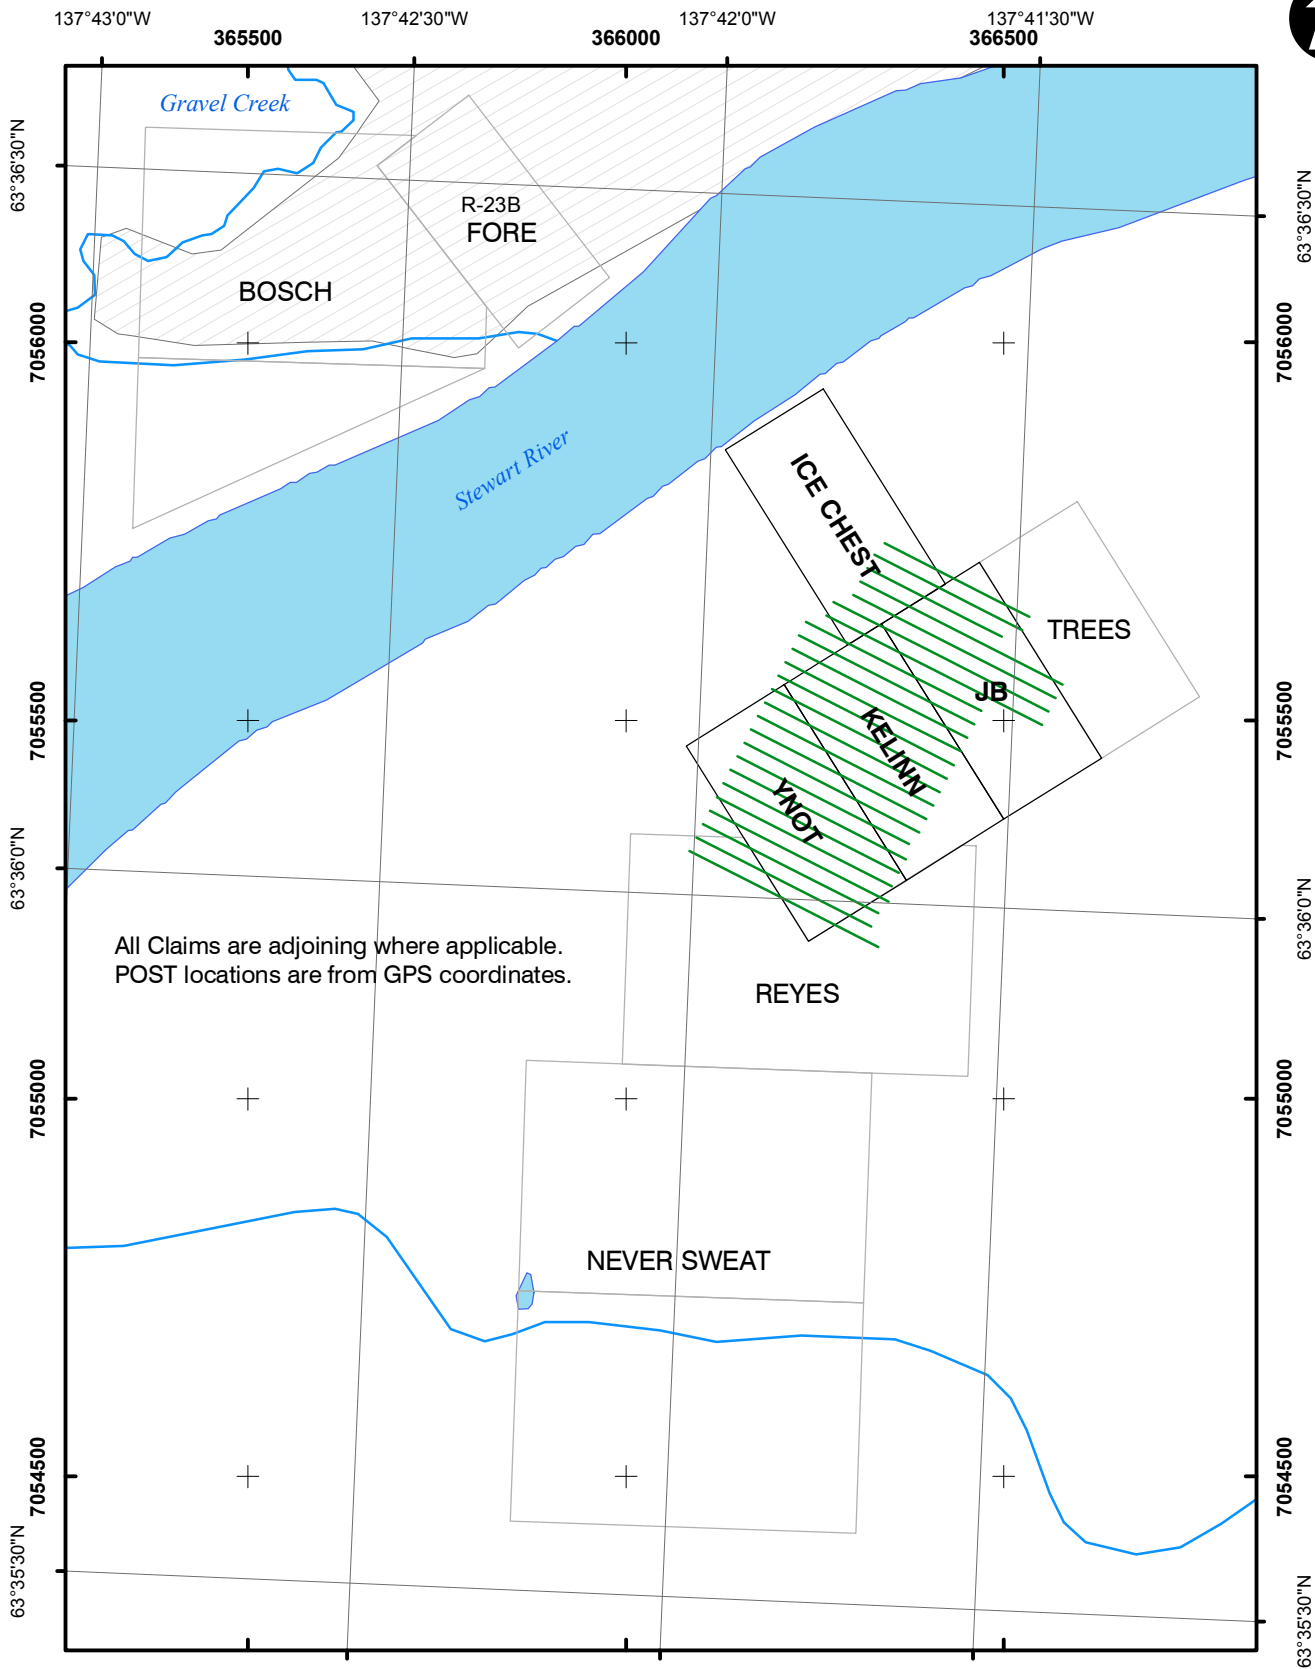 137°43'0"W
137°42'30"W
137°42'0"W
137°41'30"W
365500
366000
366500
Gravel Creek
63°36'30"N
63°36'30"N
R-23B
FORE
BOSCH
7056000
7056000
Stewart River
ICE CHEST
TREES
JB
7055500
7055500
KELINN
YNOT
63°36'0"N
63°36'0"N
All Claims are adjoining where applicable.
POST locations are from GPS coordinates.
REYES
7055000
7055000
NEVER SWEAT
7054500
7054500
63°35'30"N
63°35'30"N